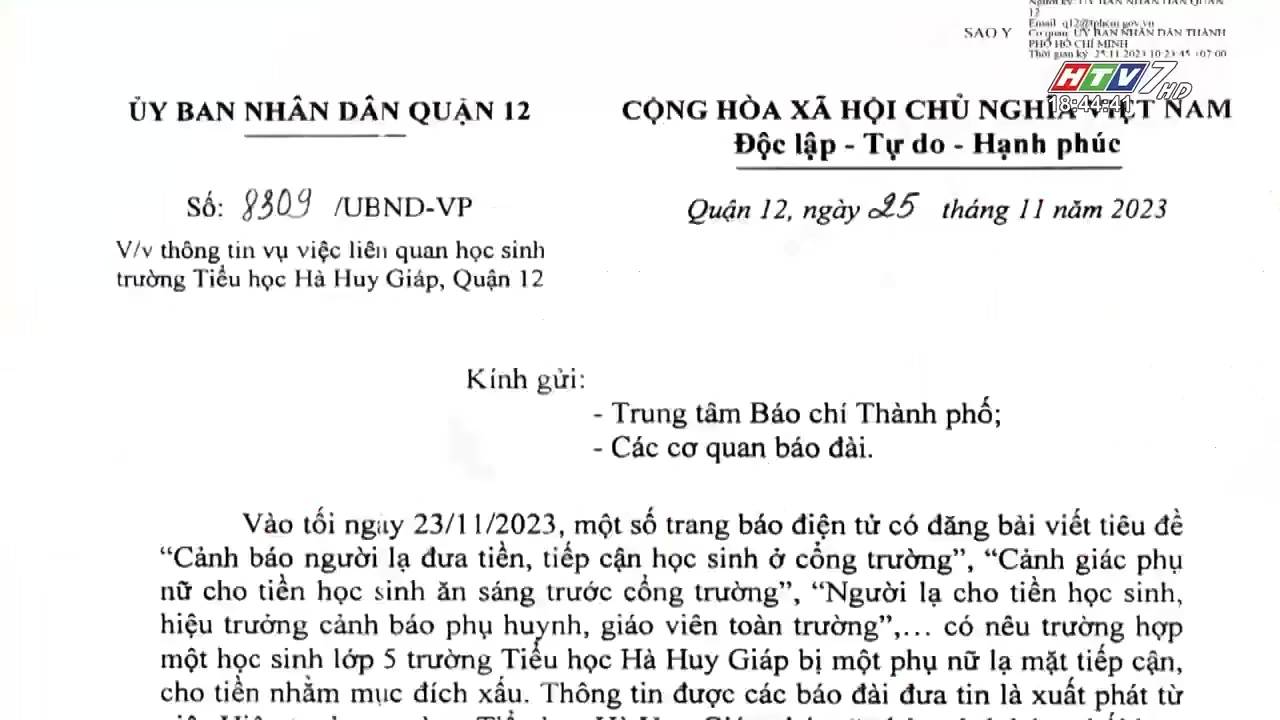 12
Email q12@tphcm.gov.vn
SAO Y
Cơ quan ỦY BAN NHÂN DÂN THÀNH
PHỐ HỒ CHÍ MINH
Thời gian ký 25.11.2023 10:23:45 +07:00
HTV7 HD
18:44:41
ỦY BAN NHÂN DÂN QUẬN 12
CỘNG HÒA XÃ HỘI CHỦ NGHĨA VIỆT NAM
Độc lập - Tự do - Hạnh phúc
Số: 8309 /UBND-VP
Quận 12, ngày 25 tháng 11 năm 2023
V/v thông tin vụ việc liên quan học sinh
trường Tiểu học Hà Huy Giáp, Quận 12
Kính gửi:
- Trung tâm Báo chí Thành phố;
- Các cơ quan báo đài.
Vào tối ngày 23/11/2023, một số trang báo điện tử có đăng bài viết tiêu đề
“Cảnh báo người lạ đưa tiền, tiếp cận học sinh ở cổng trường”, “Cảnh giác phụ
nữ cho tiền học sinh ăn sáng trước cổng trường”, “Người lạ cho tiền học sinh,
hiệu trưởng cảnh báo phụ huynh, giáo viên toàn trường”,... có nêu trường hợp
một học sinh lớp 5 trường Tiểu học Hà Huy Giáp bị một phụ nữ lạ mặt tiếp cận,
cho tiền nhằm mục đích xấu. Thông tin được các báo đài đưa tin là xuất phát từ